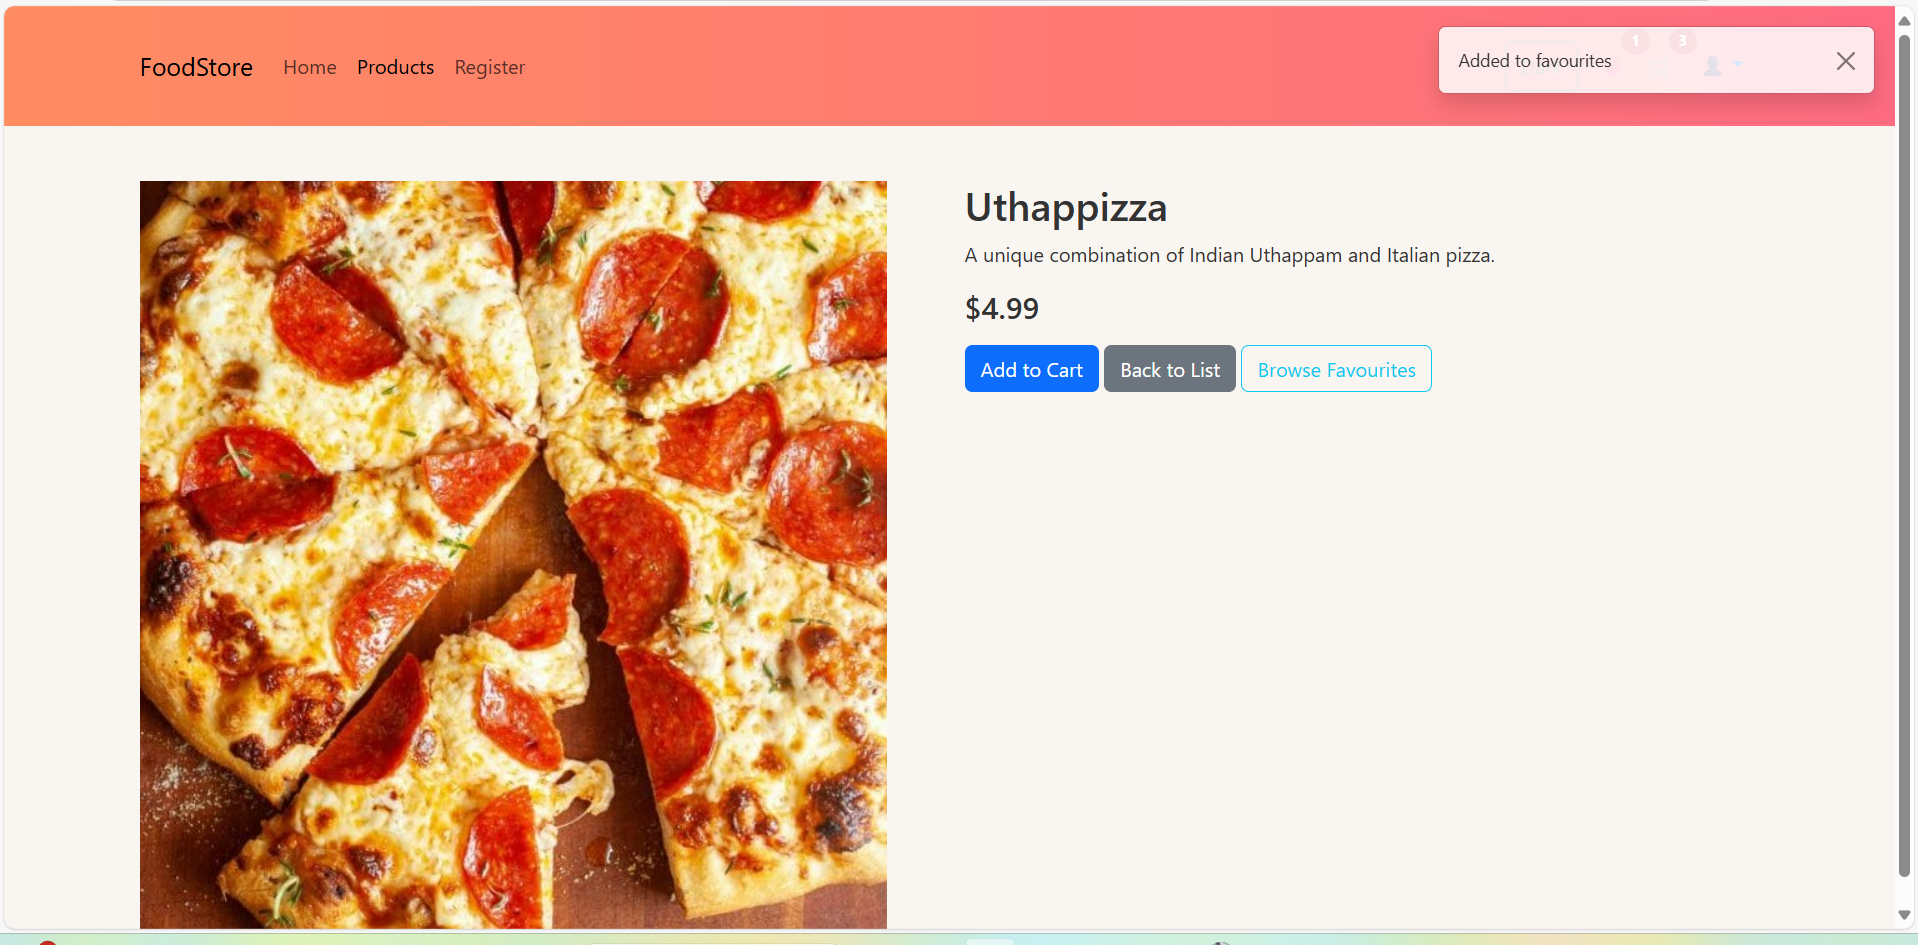 FoodStore Home Products Register
Added to favourites
1 3
Uthappizza
A unique combination of Indian Uthappam and Italian pizza.
$4.99
Add to Cart Back to List Browse Favourites